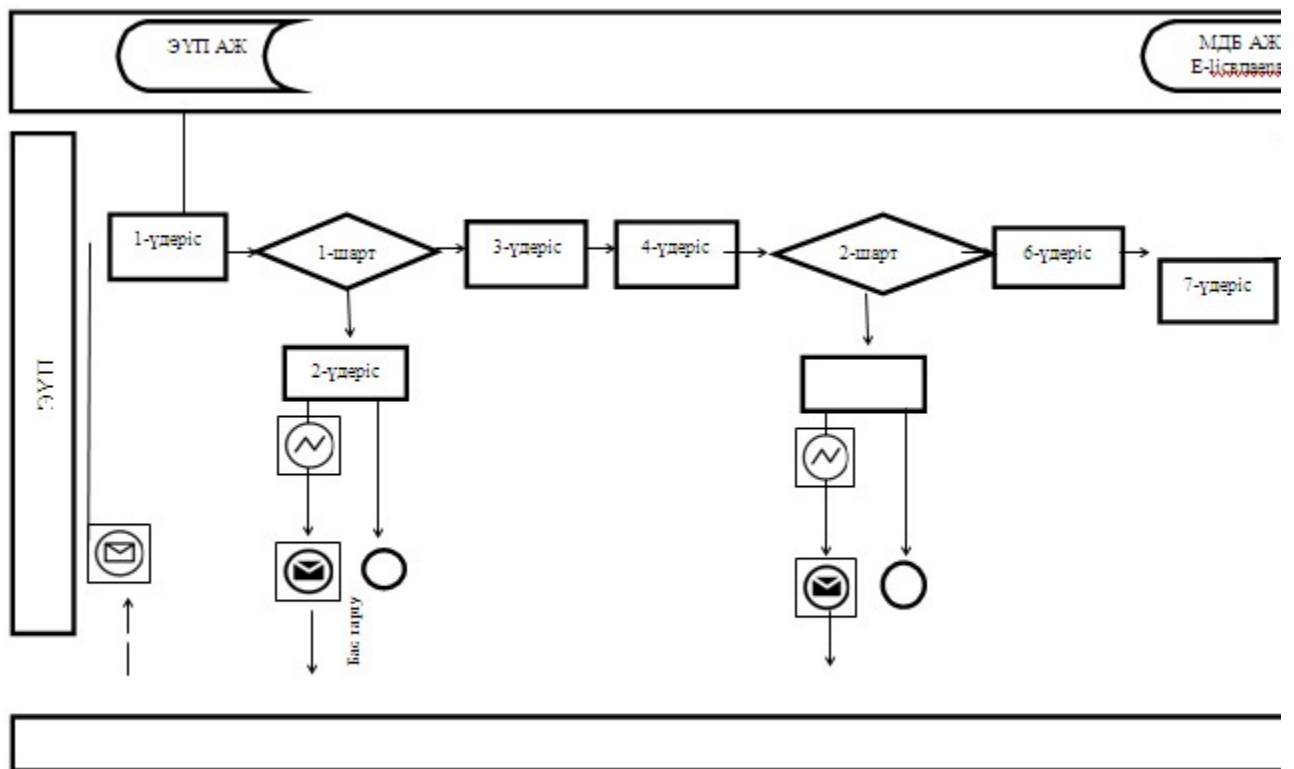 ЭҮП АЖ
МДБ АЖ
1-үдеріс
1-шарт
3-үдеріс
4-үдеріс
2-шарт
6-үдеріс
7-үдеріс
2-үдеріс
ЭҮП
Бас тарту